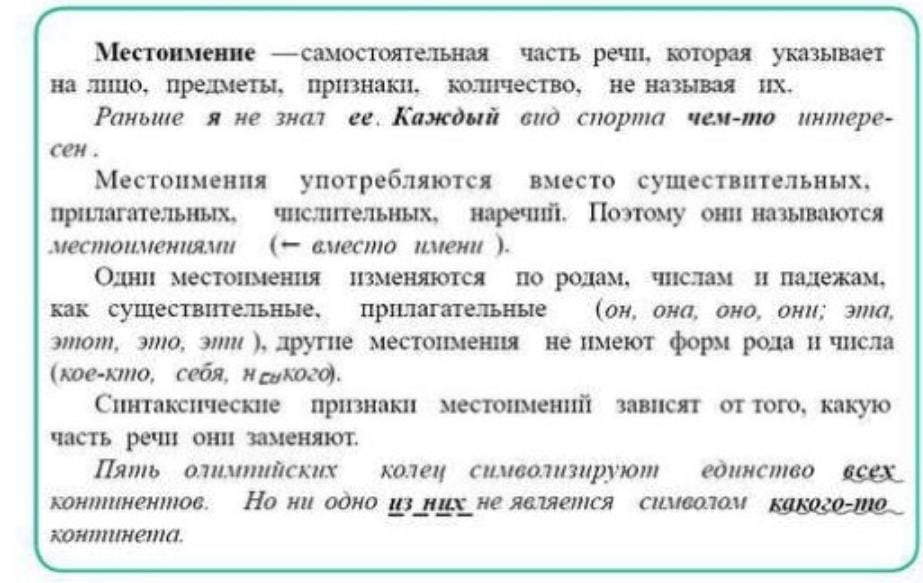 Местоимение —самостоятельная часть речи, которая указывает
на лицо, предметы, признаки, количество, не называя их.
Раньше я не знал ее. Каждый вид спорта чем-то интере-
сен .
Местоимения употребляются вместо существительных,
прилагательных, числительных, наречий. Поэтому они называются
местоимениями (← вместо имени ).
Одни местоимения изменяются по родам, числам и падежам,
как существительные, прилагательные (он, она, оно, они; эта,
этот, это, эти ), другие местоимения не имеют форм рода и числа
(кое-кто, себя,
Синтаксические признаки местоимений зависят от того, какую
часть речи они заменяют.
Пять олимпийских колец символизируют единство всех
континентов. Но ни одно из них не является символом какого-то
континета.